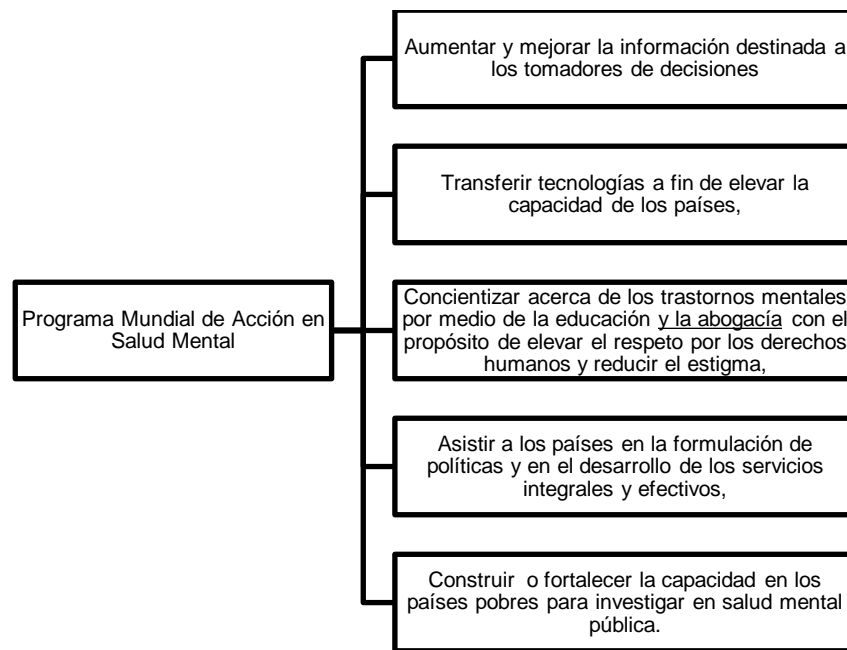 Aumentar y mejorar la información destinada a
los tomadores de decisiones
Transferir tecnologías a fin de elevar la
capacidad de los países,
Programa Mundial de Acción en
Salud Mental
Concientizar acerca de los trastornos mentales
por medio de la educación y la abogacía con el
propósito de elevar el respeto por los derechos
humanos y reducir el estigma,
Asistir a los países en la formulación de
políticas y en el desarrollo de los servicios
integrales y efectivos,
Construir o fortalecer la capacidad en los
países pobres para investigar en salud mental
pública.